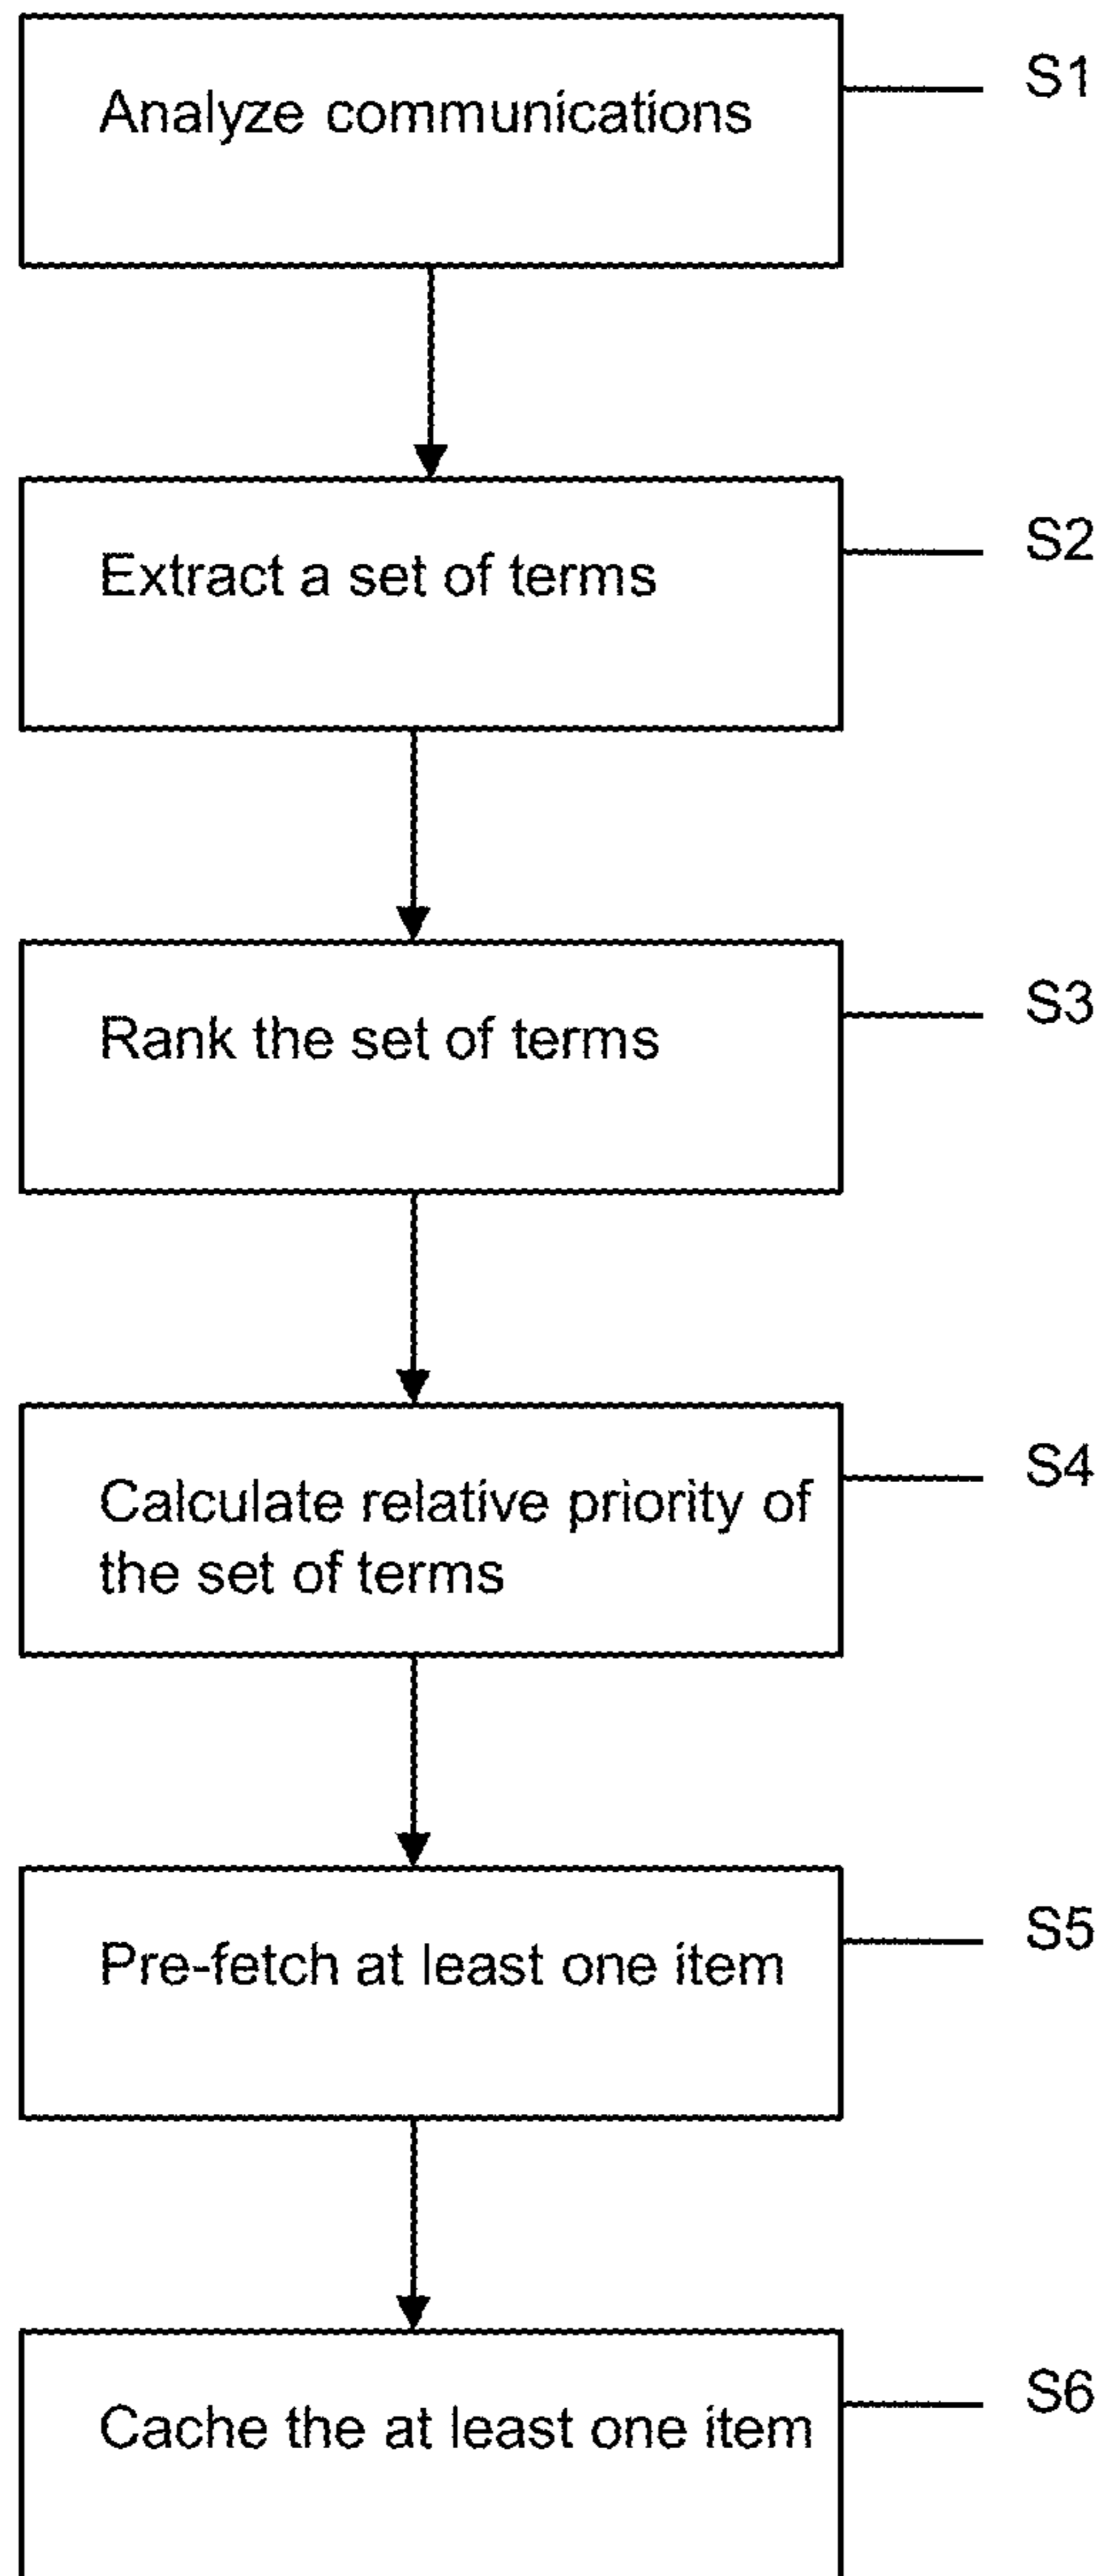 Analyze communications
S1
Extract a set of terms
S2
Rank the set of terms
S3
Calculate relative priority of
the set of terms
S4
Pre-fetch at least one item
S5
Cache the at least one item
S6